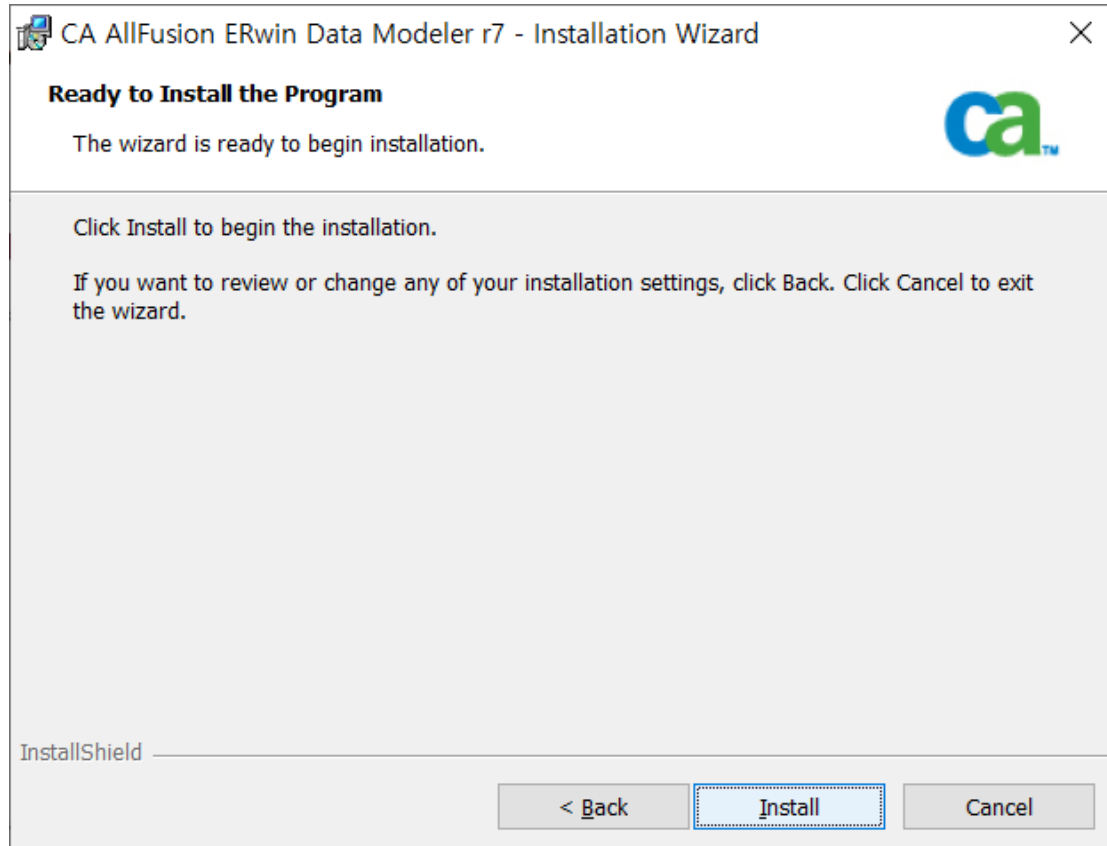 CA AllFusion ERwin Data Modeler r7 - Installation Wizard
Ready to Install the Program
The wizard is ready to begin installation.
ca
TM
Click Install to begin the installation.
If you want to review or change any of your installation settings, click Back. Click Cancel to exit
the wizard.
InstallShield
< Back
Install
Cancel